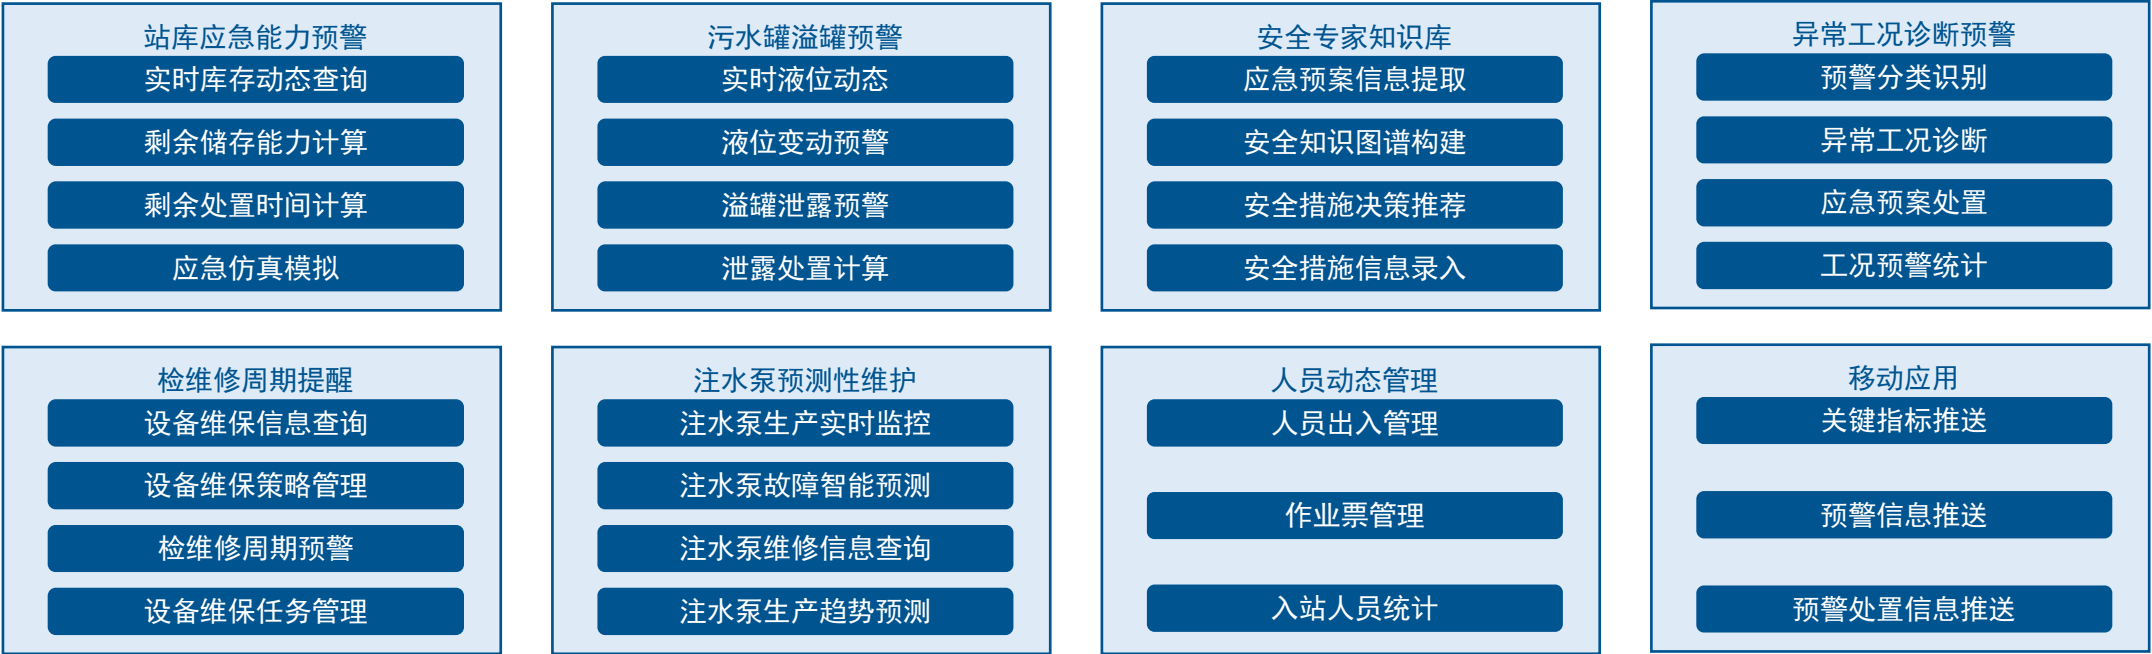 站库应急能力预警
实时库存动态查询
剩余储存能力计算
剩余处置时间计算
应急仿真模拟
污水罐溢罐预警
实时液位动态
液位变动预警
溢罐泄露预警
泄露处置计算
安全专家知识库
应急预案信息提取
安全知识图谱构建
安全措施决策推荐
安全措施信息录入
异常工况诊断预警
预警分类识别
异常工况诊断
应急预案处置
工况预警统计
检维修周期提醒
设备维保信息查询
设备维保策略管理
检维修周期预警
设备维保任务管理
注水泵预测性维护
注水泵生产实时监控
注水泵故障智能预测
注水泵维修信息查询
注水泵生产趋势预测
人员动态管理
人员出入管理
作业票管理
入站人员统计
移动应用
关键指标推送
预警信息推送
预警处置信息推送